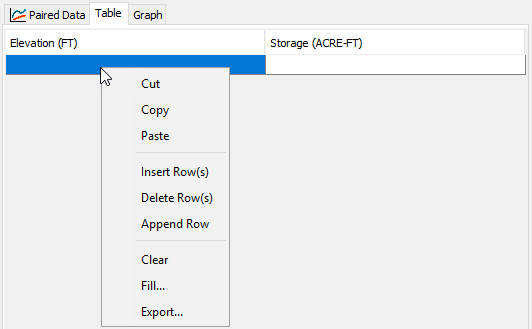 Paired Data Table Graph
Elevation (FT) Storage (ACRE-FT)
Cut
Copy
Paste
Insert Row(s)
Delete Row(s)
Append Row
Clear
Fill...
Export...